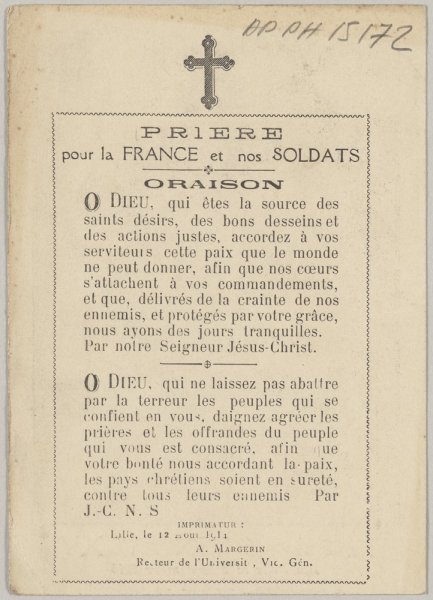 AP PH 15172
PRIERE
pour la FRANCE et nos SOLDATS
ORAISON
O DIEU, qui êtes la source des
saints désirs, des bons desseins et
des actions justes, accordez à vos
serviteurs cette paix que le monde
ne peut donner, afin que nos cœurs
s'attachent à vos commandements,
et que, délivrés de la crainte de nos
ennemis, et protégés par votre grâce,
nous ayons des jours tranquilles.
Par notre Seigneur Jésus-Christ.
O DIEU, qui ne laissez pas abattre
par la terreur les peuples qui se
confient en vous, daignez agréer les
prières et les offrandes du peuple
qui vous est consacré, afin que
votre bonté nous accordant la paix,
les pays chrétiens soient en sureté,
contre tous leurs ennemis Par
J.-C. N. S
IMPRIMATUR :
Lille, le 12 aout 1914
A. MARGERIN
Recteur de l'Universit , Vic. Gén.